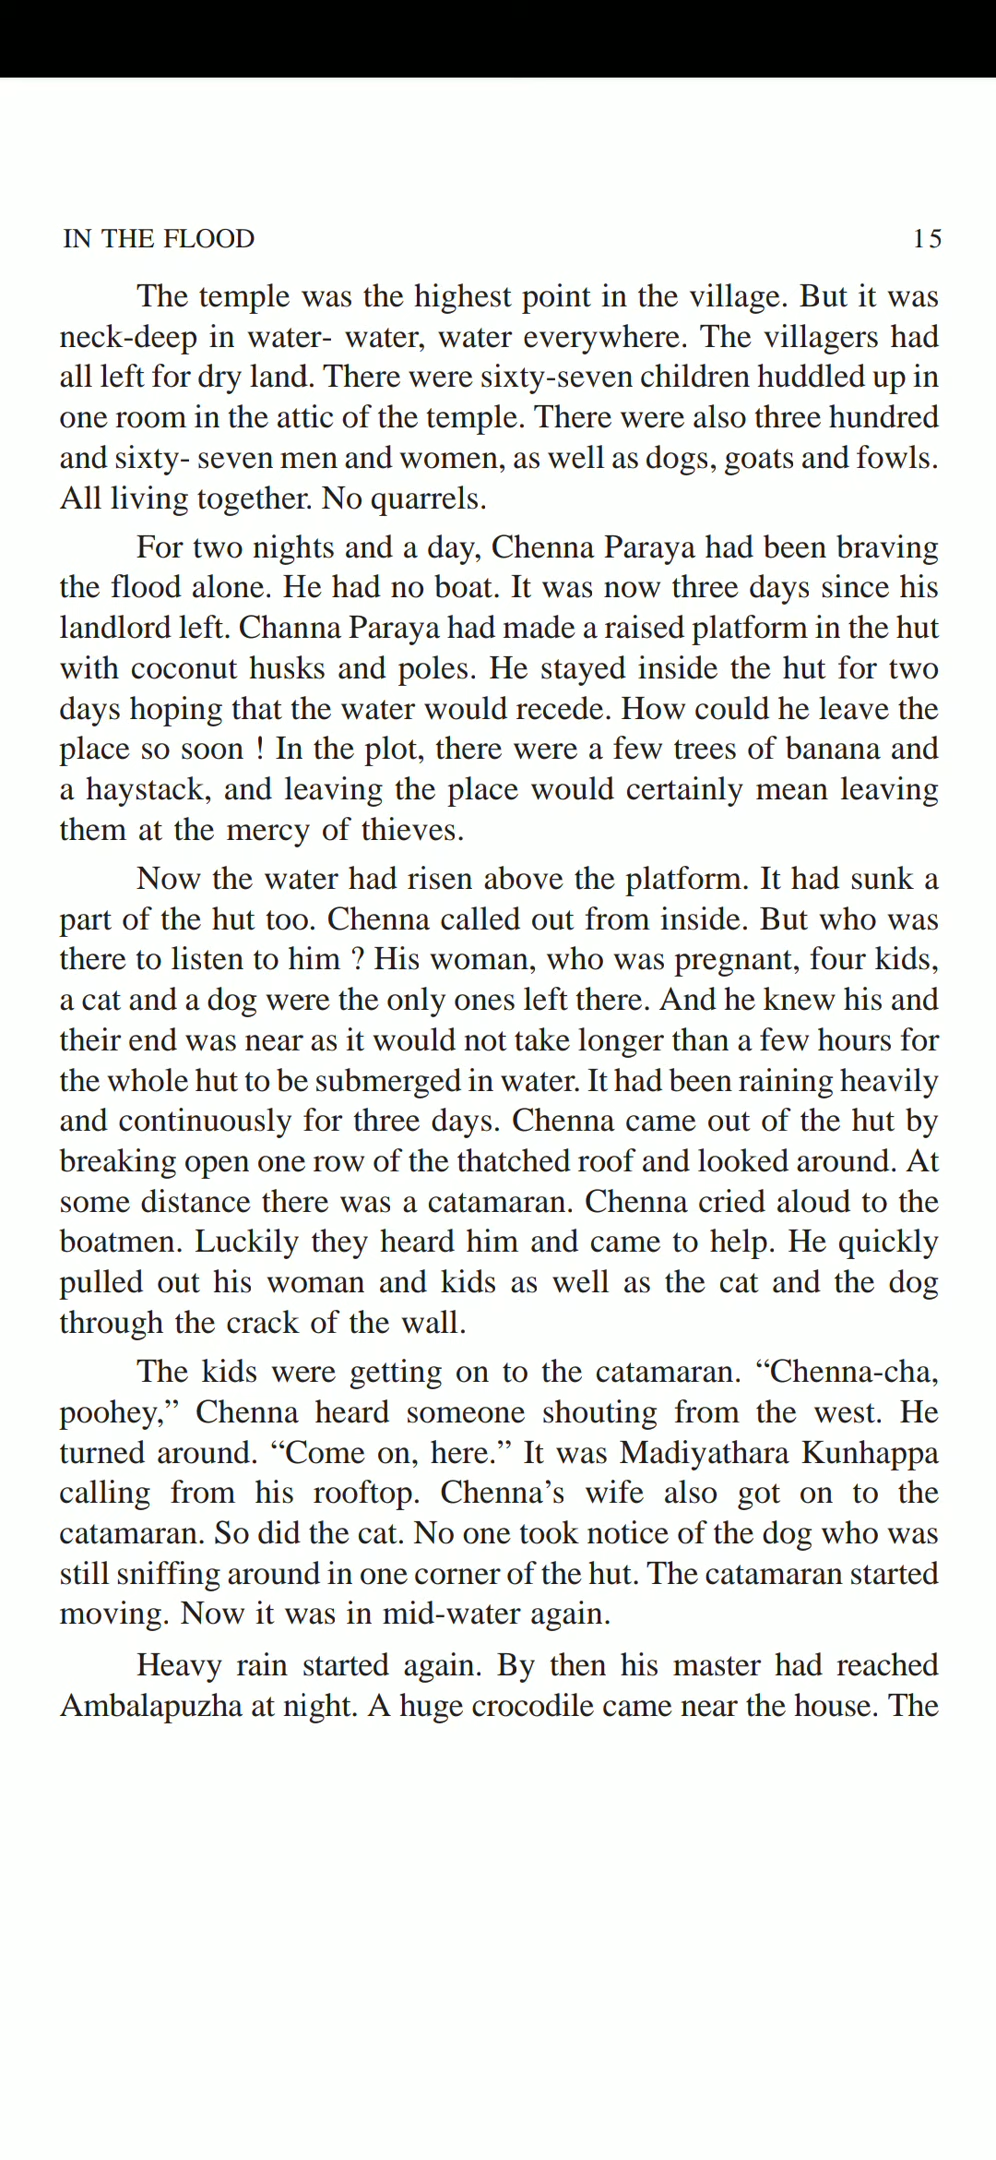 IN THE FLOOD 15
The temple was the highest point in the village. But it was
neck-deep in water- water, water everywhere. The villagers had
all left for dry land. There were sixty-seven children huddled up in
one room in the attic of the temple. There were also three hundred
and sixty- seven men and women, as well as dogs, goats and fowls.
All living together. No quarrels.
For two nights and a day, Chenna Paraya had been braving
the flood alone. He had no boat. It was now three days since his
landlord left. Channa Paraya had made a raised platform in the hut
with coconut husks and poles. He stayed inside the hut for two
days hoping that the water would recede. How could he leave the
place so soon ! In the plot, there were a few trees of banana and
a haystack, and leaving the place would certainly mean leaving
them at the mercy of thieves.
Now the water had risen above the platform. It had sunk a
part of the hut too. Chenna called out from inside. But who was
there to listen to him ? His woman, who was pregnant, four kids,
a cat and a dog were the only ones left there. And he knew his and
their end was near as it would not take longer than a few hours for
the whole hut to be submerged in water. It had been raining heavily
and continuously for three days. Chenna came out of the hut by
breaking open one row of the thatched roof and looked around. At
some distance there was a catamaran. Chenna cried aloud to the
boatmen. Luckily they heard him and came to help. He quickly
pulled out his woman and kids as well as the cat and the dog
through the crack of the wall.
The kids were getting on to the catamaran. “Chenna-cha,
poohey,” Chenna heard someone shouting from the west. He
turned around. “Come on, here.” It was Madiyathara Kunhappa
calling from his rooftop. Chenna’s wife also got on to the
catamaran. So did the cat. No one took notice of the dog who was
still sniffing around in one corner of the hut. The catamaran started
moving. Now it was in mid-water again.
Heavy rain started again. By then his master had reached
Ambalapuzha at night. A huge crocodile came near the house. The